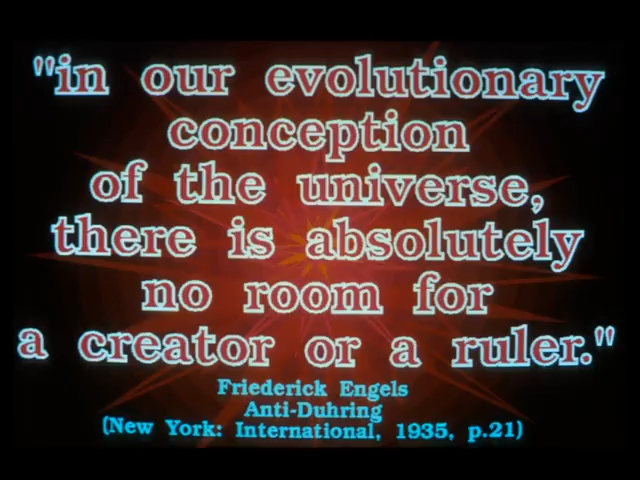 "in our evolutionary
conception
of the universe,
there is absolutely
no room for
a creator or a ruler."
Friederick Engels
Anti-Duhring
(New York: International, 1935, p.21)